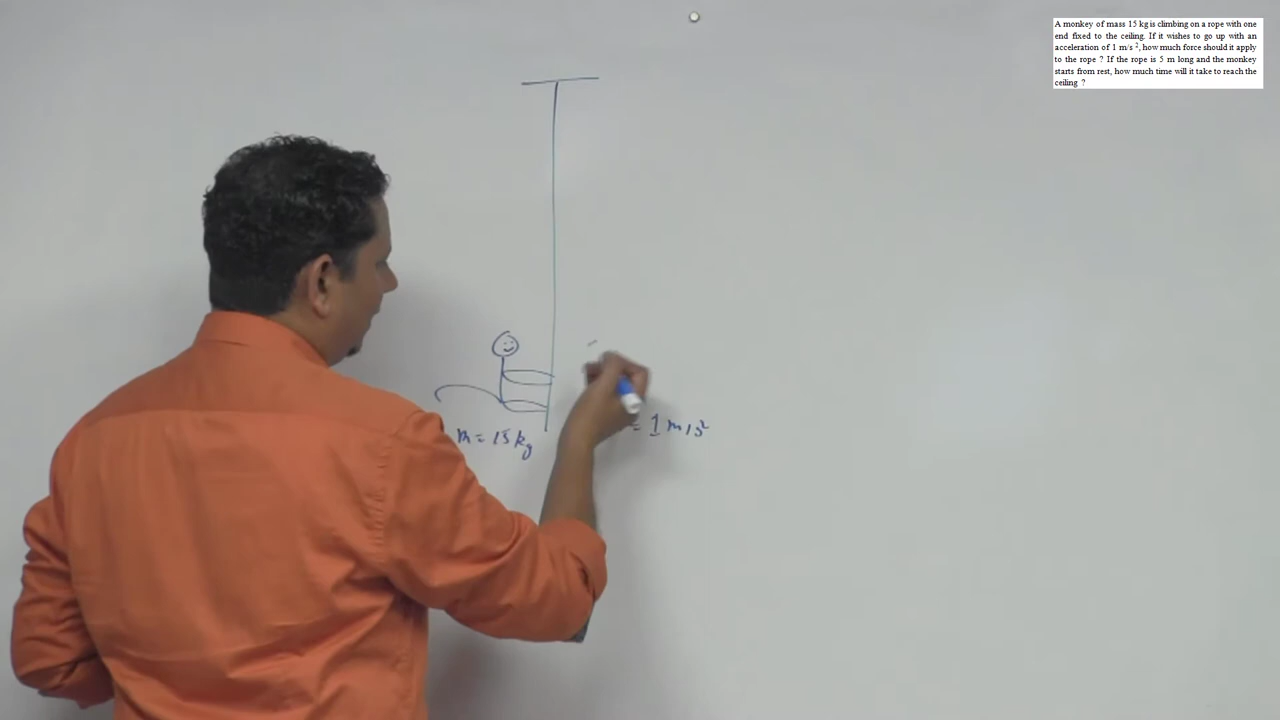 A monkey of mass 15 kg is climbing on a rope with one
end fixed to the ceiling. If it wishes to go up with an
acceleration of 1 m/s ², how much force should it apply
to the rope ? If the rope is 5 m long and the monkey
starts from rest, how much time will it take to reach the
ceiling ?
m = 15 kg
= 1 m/s²